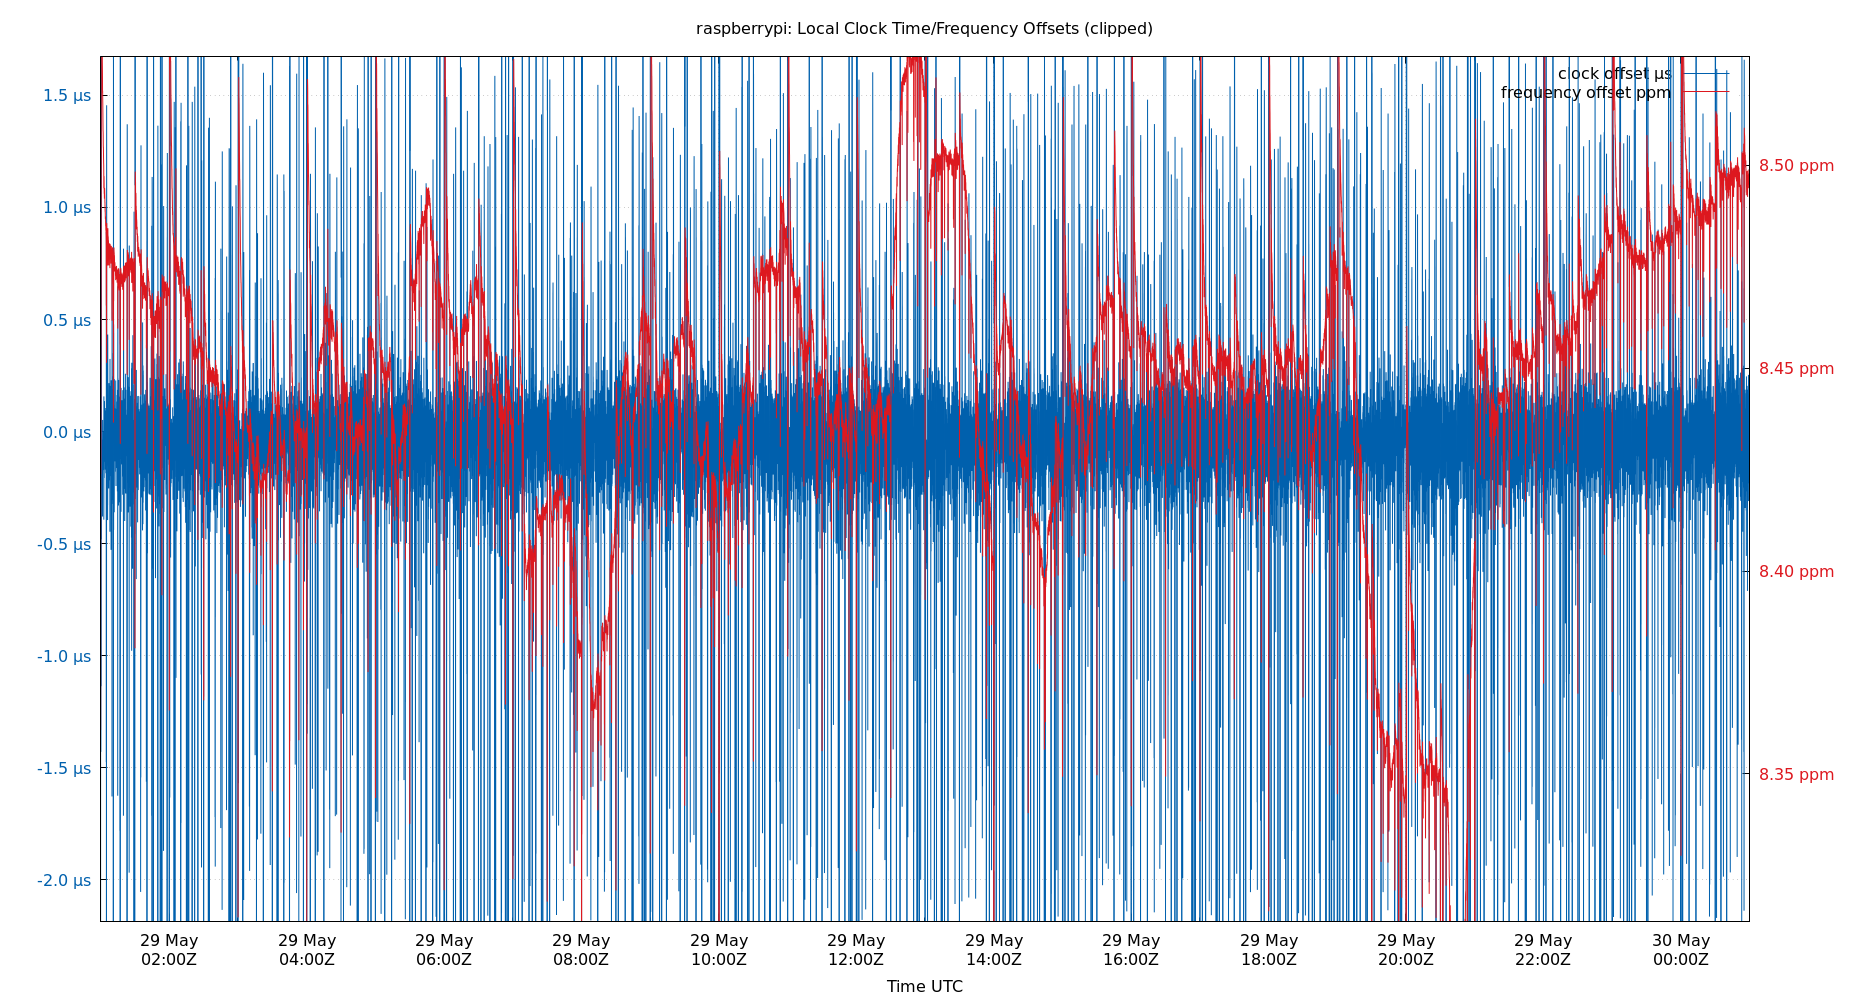 raspberrypi: Local Clock Time/Frequency Offsets (clipped)
clock offset µs
frequency offset ppm
1.5 µs
1.0 µs
0.5 µs
0.0 µs
-0.5 µs
-1.0 µs
-1.5 µs
-2.0 µs
8.50 ppm
8.45 ppm
8.40 ppm
8.35 ppm
29 May 29 May 29 May 29 May 29 May 29 May 29 May 29 May 29 May 29 May 29 May 30 May
02:00Z 04:00Z 06:00Z 08:00Z 10:00Z 12:00Z 14:00Z 16:00Z 18:00Z 20:00Z 22:00Z 00:00Z
Time UTC